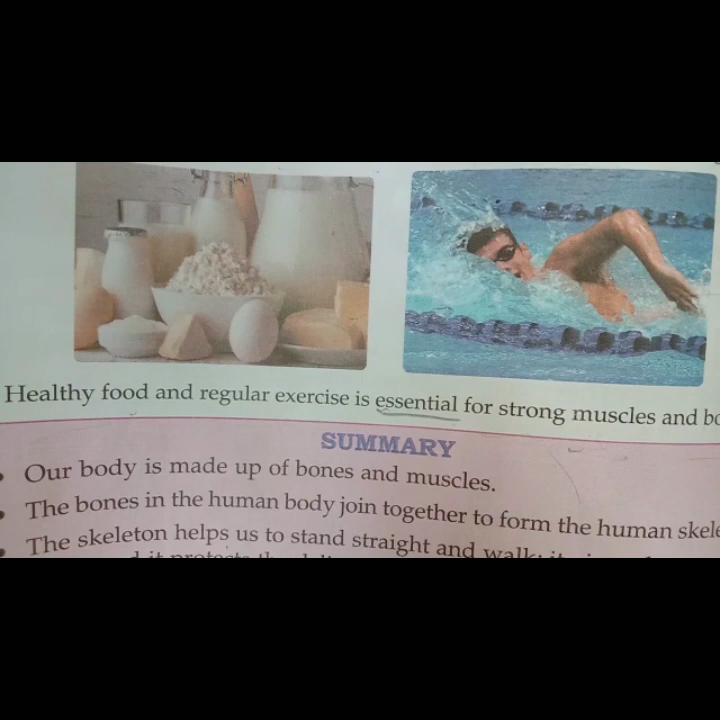 Healthy food and regular exercise is essential for strong muscles and
SUMMARY
Our body is made up of bones and muscles.
The bones in the human body join together to form the human
The skeleton helps us to stand straight and walk;